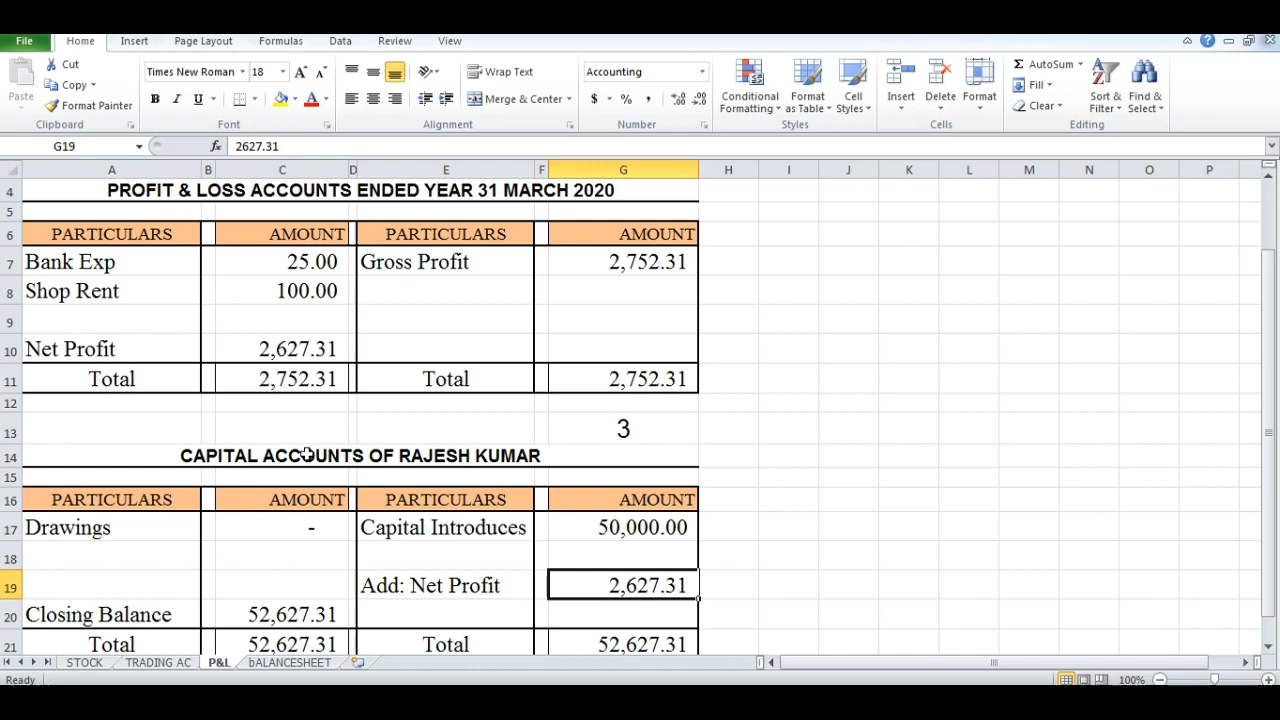 File Home Insert Page Layout Formulas Data Review View
Cut
Copy
Format Painter
Paste
Clipboard
Times New Roman 18 A A
B I U A
Font
Wrap Text
Merge & Center
Alignment
Accounting
$ % ,
Number
Conditional Formatting
Format as Table
Cell Styles
Styles
Insert
Delete
Format
Cells
Σ AutoSum
Fill
Clear
Sort & Filter
Find & Select
Editing
G19 fx 2627.31
A B C D E F G H I J K L M N O P
4 PROFIT & LOSS ACCOUNTS ENDED YEAR 31 MARCH 2020
5
6 PARTICULARS AMOUNT PARTICULARS AMOUNT
7 Bank Exp 25.00 Gross Profit 2,752.31
8 Shop Rent 100.00
9
10 Net Profit 2,627.31
11 Total 2,752.31 Total 2,752.31
12
13 3
14 CAPITAL ACCOUNTS OF RAJESH KUMAR
15
16 PARTICULARS AMOUNT PARTICULARS AMOUNT
17 Drawings - Capital Introduces 50,000.00
18
19 Add: Net Profit 2,627.31
20 Closing Balance 52,627.31
21 Total 52,627.31 Total 52,627.31
STOCK TRADING AC P&L bALANCESHEET
Ready 100%